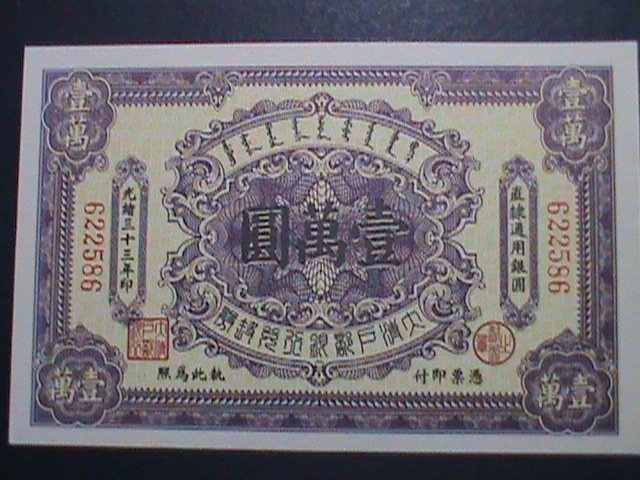 壹萬
壹萬
直隸通用銀圓
光緒三十三年印
622586
622586
壹萬圓
大清戶部銀行兌換券
憑票即付
執此爲照
壹萬
壹萬